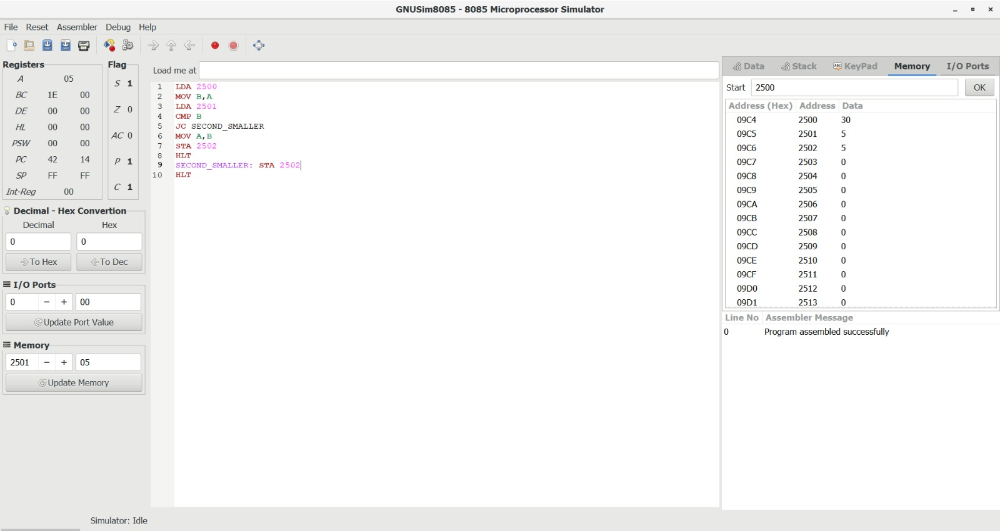 GNUSim8085 - 8085 Microprocessor Simulator
File Reset Assembler Debug Help
Registers
A 05
BC 1E 00
DE 00 00
HL 00 00
PSW 00 00
PC 42 14
SP FF FF
Int-Reg 00
Flag
S 1
Z 0
AC 0
P 1
C 1
Decimal - Hex Convertion
Decimal Hex
0 0
To Hex To Dec
I/O Ports
0 − + 00
Update Port Value
Memory
2501 − + 05
Update Memory
Load me at
1 LDA 2500
2 MOV B,A
3 LDA 2501
4 CMP B
5 JC SECOND_SMALLER
6 MOV A,B
7 STA 2502
8 HLT
9 SECOND_SMALLER: STA 2502
10 HLT
Data Stack Abc KeyPad Memory I/O Ports
Start 2500 OK
Address (Hex) Address Data
09C4 2500 30
09C5 2501 5
09C6 2502 5
09C7 2503 0
09C8 2504 0
09C9 2505 0
09CA 2506 0
09CB 2507 0
09CC 2508 0
09CD 2509 0
09CE 2510 0
09CF 2511 0
09D0 2512 0
09D1 2513 0
Line No Assembler Message
0 Program assembled successfully
Simulator: Idle